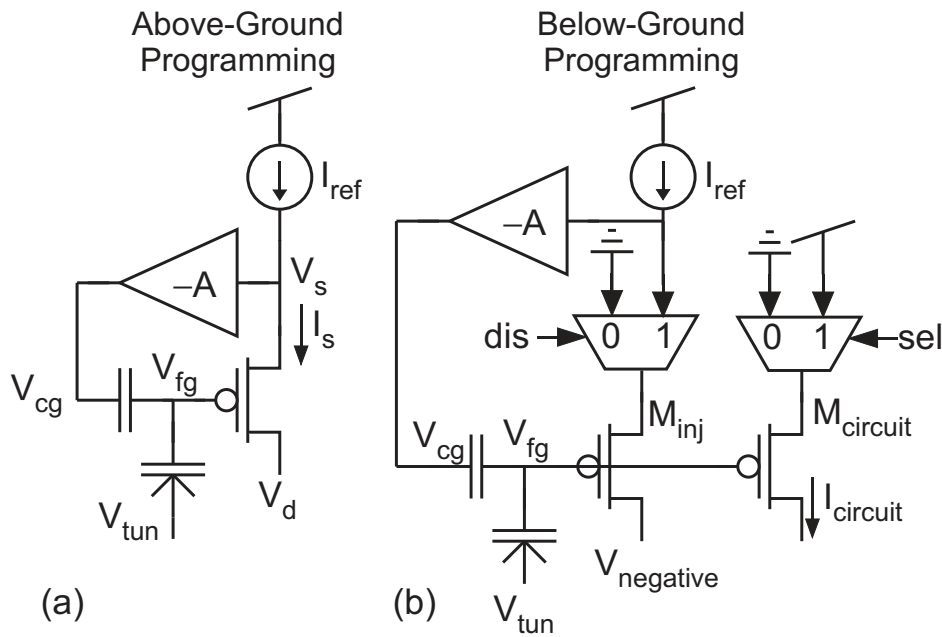 Above-Ground
Programming
Below-Ground
Programming
I_ref
–A
V_s
I_s
V_cg
V_fg
V_tun
V_d
(a)
I_ref
–A
dis
0 1
0 1
sel
M_inj
M_circuit
V_cg
V_fg
I_circuit
V_negative
V_tun
(b)